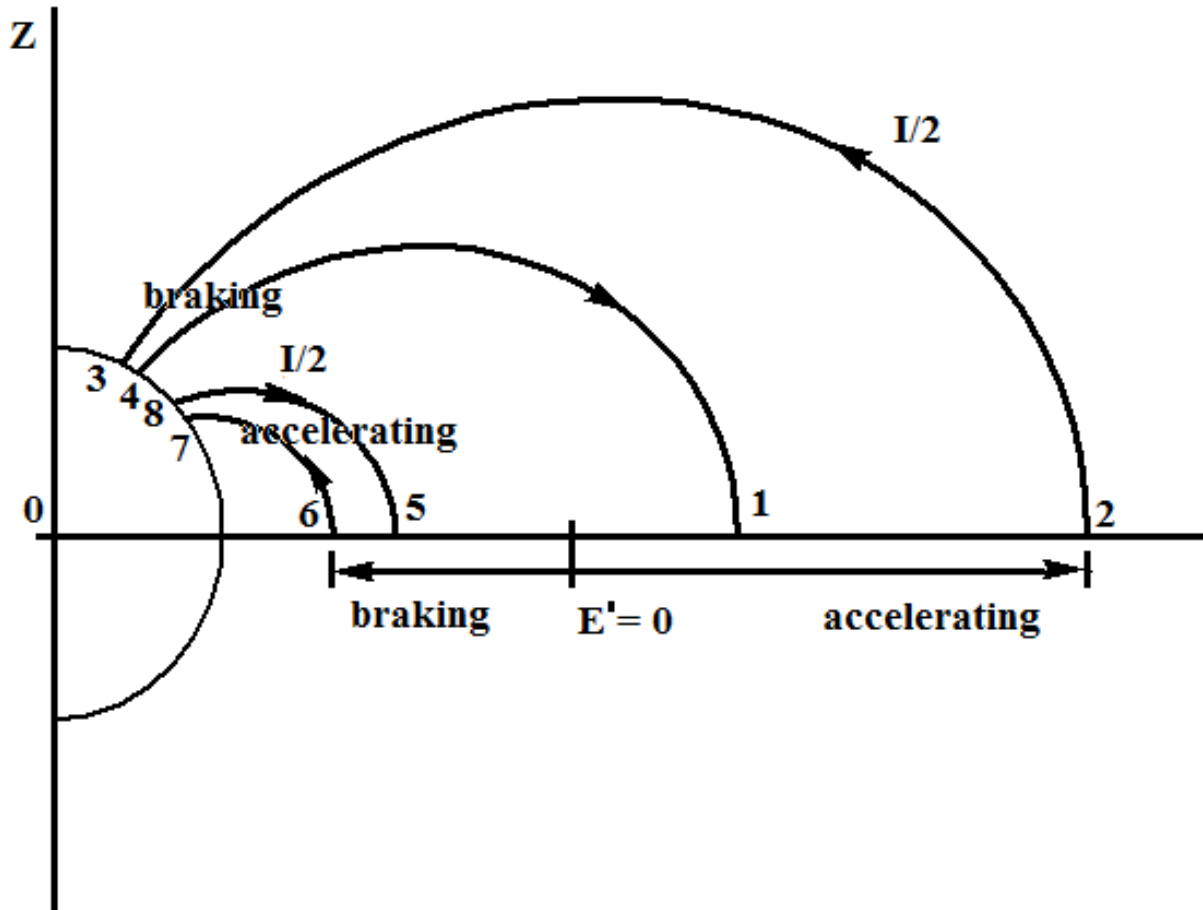 Z
I/2
braking
3
4
I/2
8
accelerating
7
0
6
5
1
2
braking
E'= 0
accelerating